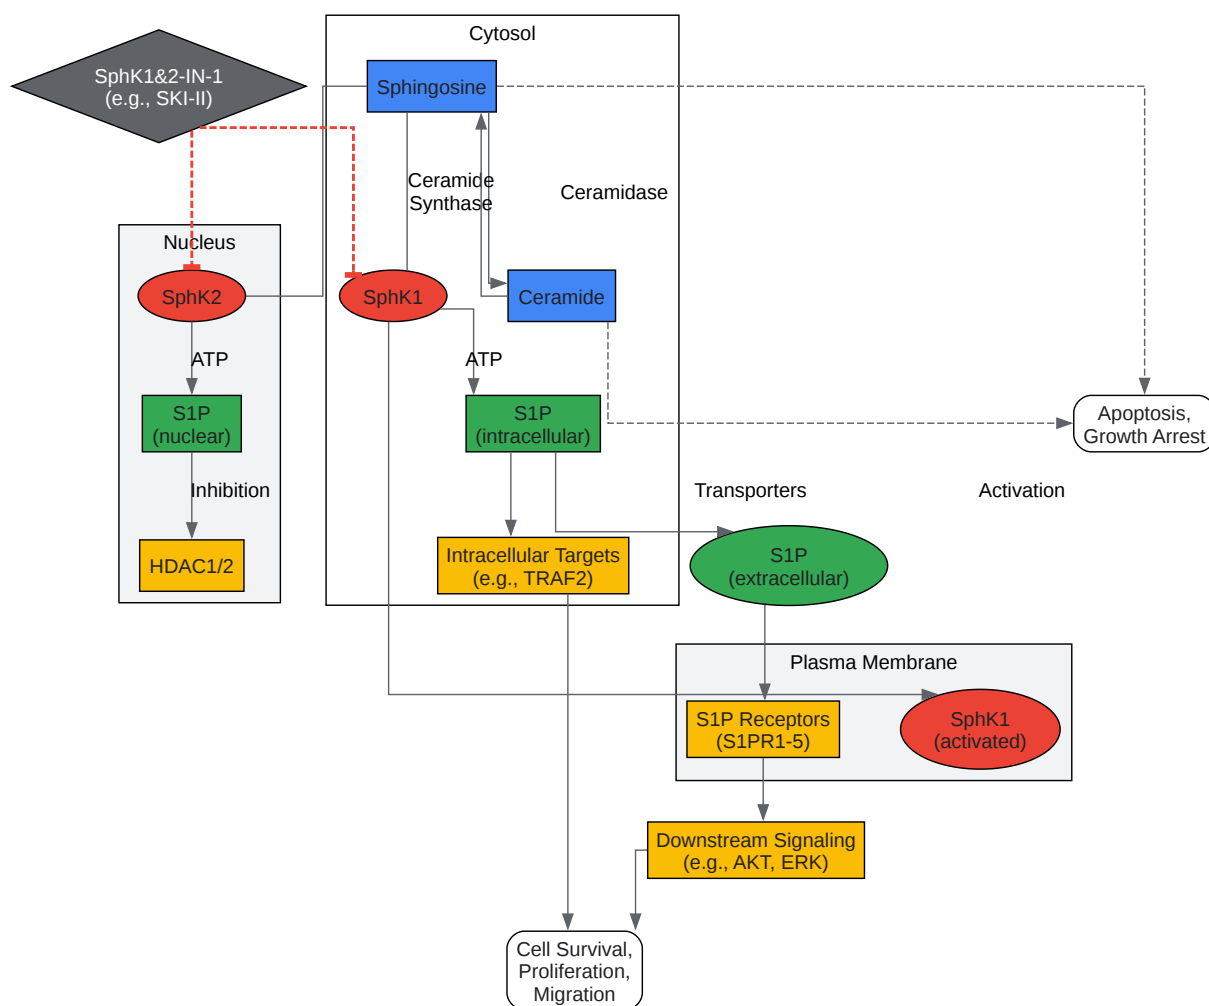 Cytosol
SphK1&2-IN-1
(e.g., SKI-II)
Sphingosine
Ceramide
Synthase
Ceramidase
Nucleus
SphK2
SphK1
Ceramide
ATP
ATP
S1P
(nuclear)
S1P
(intracellular)
Apoptosis,
Growth Arrest
Inhibition
Transporters
Activation
HDAC1/2
Intracellular Targets
(e.g., TRAF2)
S1P
(extracellular)
Plasma Membrane
S1P Receptors
(S1PR1-5)
SphK1
(activated)
Downstream Signaling
(e.g., AKT, ERK)
Cell Survival,
Proliferation,
Migration